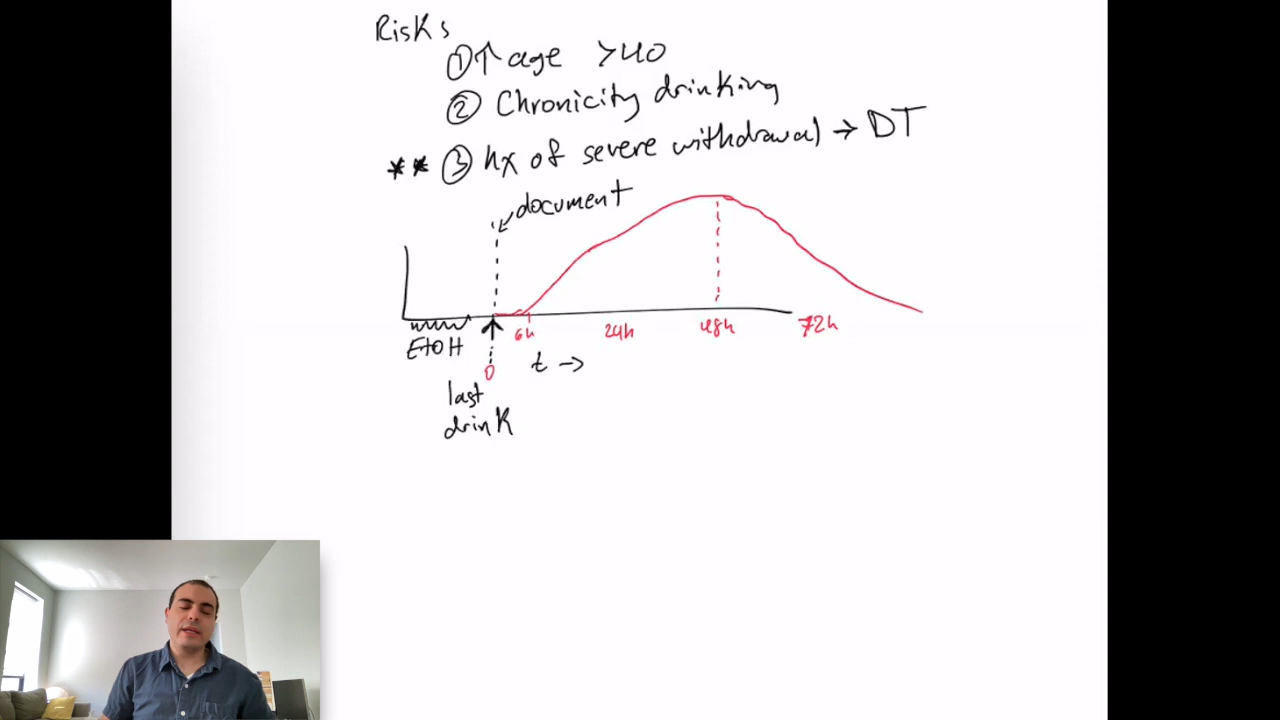 Risks
① ↑ age >40
② Chronicity drinking
** ③ hx of severe withdrawal → DT
document
6h 24h 48h 72h
EtOH
0
t →
last
drink